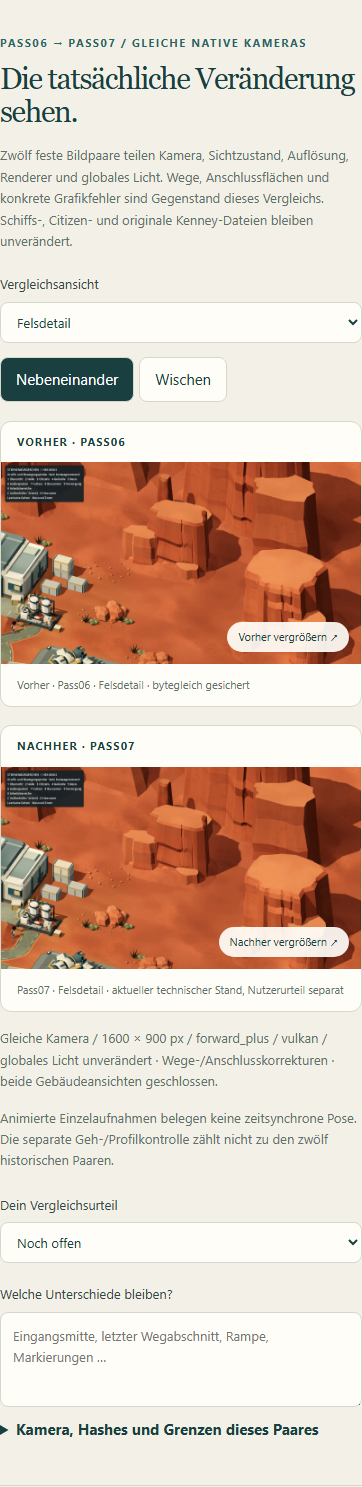 PASS06 → PASS07 / GLEICHE NATIVE KAMERAS
Die tatsächliche Veränderung
sehen.
Zwölf feste Bildpaare teilen Kamera, Sichtzustand, Auflösung,
Renderer und globales Licht. Wege, Anschlussflächen und
konkrete Grafikfehler sind Gegenstand dieses Vergleichs.
Schiffs-, Citizen- und originale Kenney-Dateien bleiben
unverändert.
Vergleichsansicht
Felsdetail
Nebeneinander
Wischen
VORHER · PASS06
Vorher vergrößern ↗
Vorher · Pass06 · Felsdetail · bytegleich gesichert
NACHHER · PASS07
Nachher vergrößern ↗
Pass07 · Felsdetail · aktueller technischer Stand, Nutzerurteil separat
Gleiche Kamera / 1600 × 900 px / forward_plus / vulkan /
globales Licht unverändert · Wege-/Anschlusskorrekturen ·
beide Gebäudeansichten geschlossen.
Animierte Einzelaufnahmen belegen keine zeitsynchrone Pose.
Die separate Geh-/Profilkontrolle zählt nicht zu den zwölf
historischen Paaren.
Dein Vergleichsurteil
Noch offen
Welche Unterschiede bleiben?
Eingangsmitte, letzter Wegabschnitt, Rampe,
Markierungen ...
Kamera, Hashes und Grenzen dieses Paares